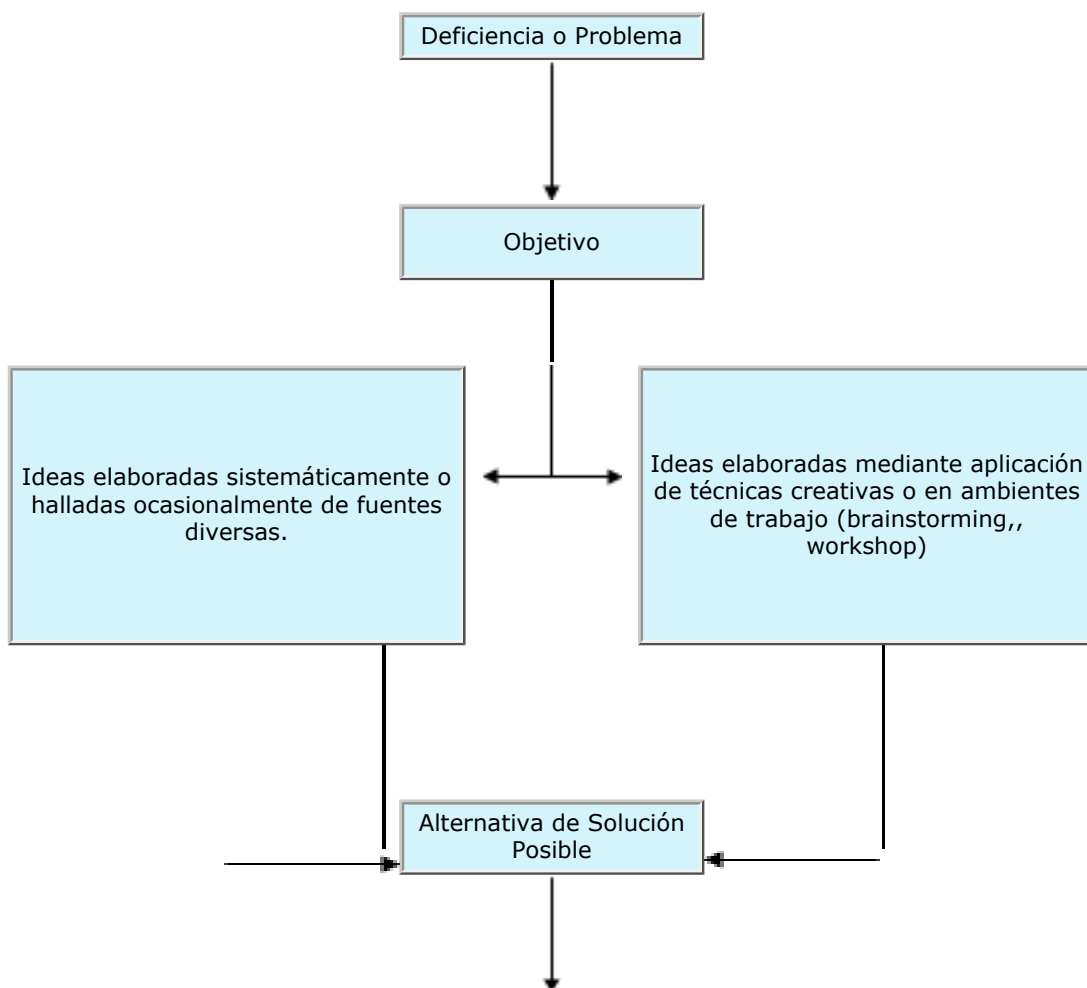 Deficiencia o Problema
Objetivo
Ideas elaboradas sistemáticamente o
halladas ocasionalmente de fuentes
diversas.
Ideas elaboradas mediante aplicación
de técnicas creativas o en ambientes
de trabajo (brainstorming,,
workshop)
Alternativa de Solución
Posible